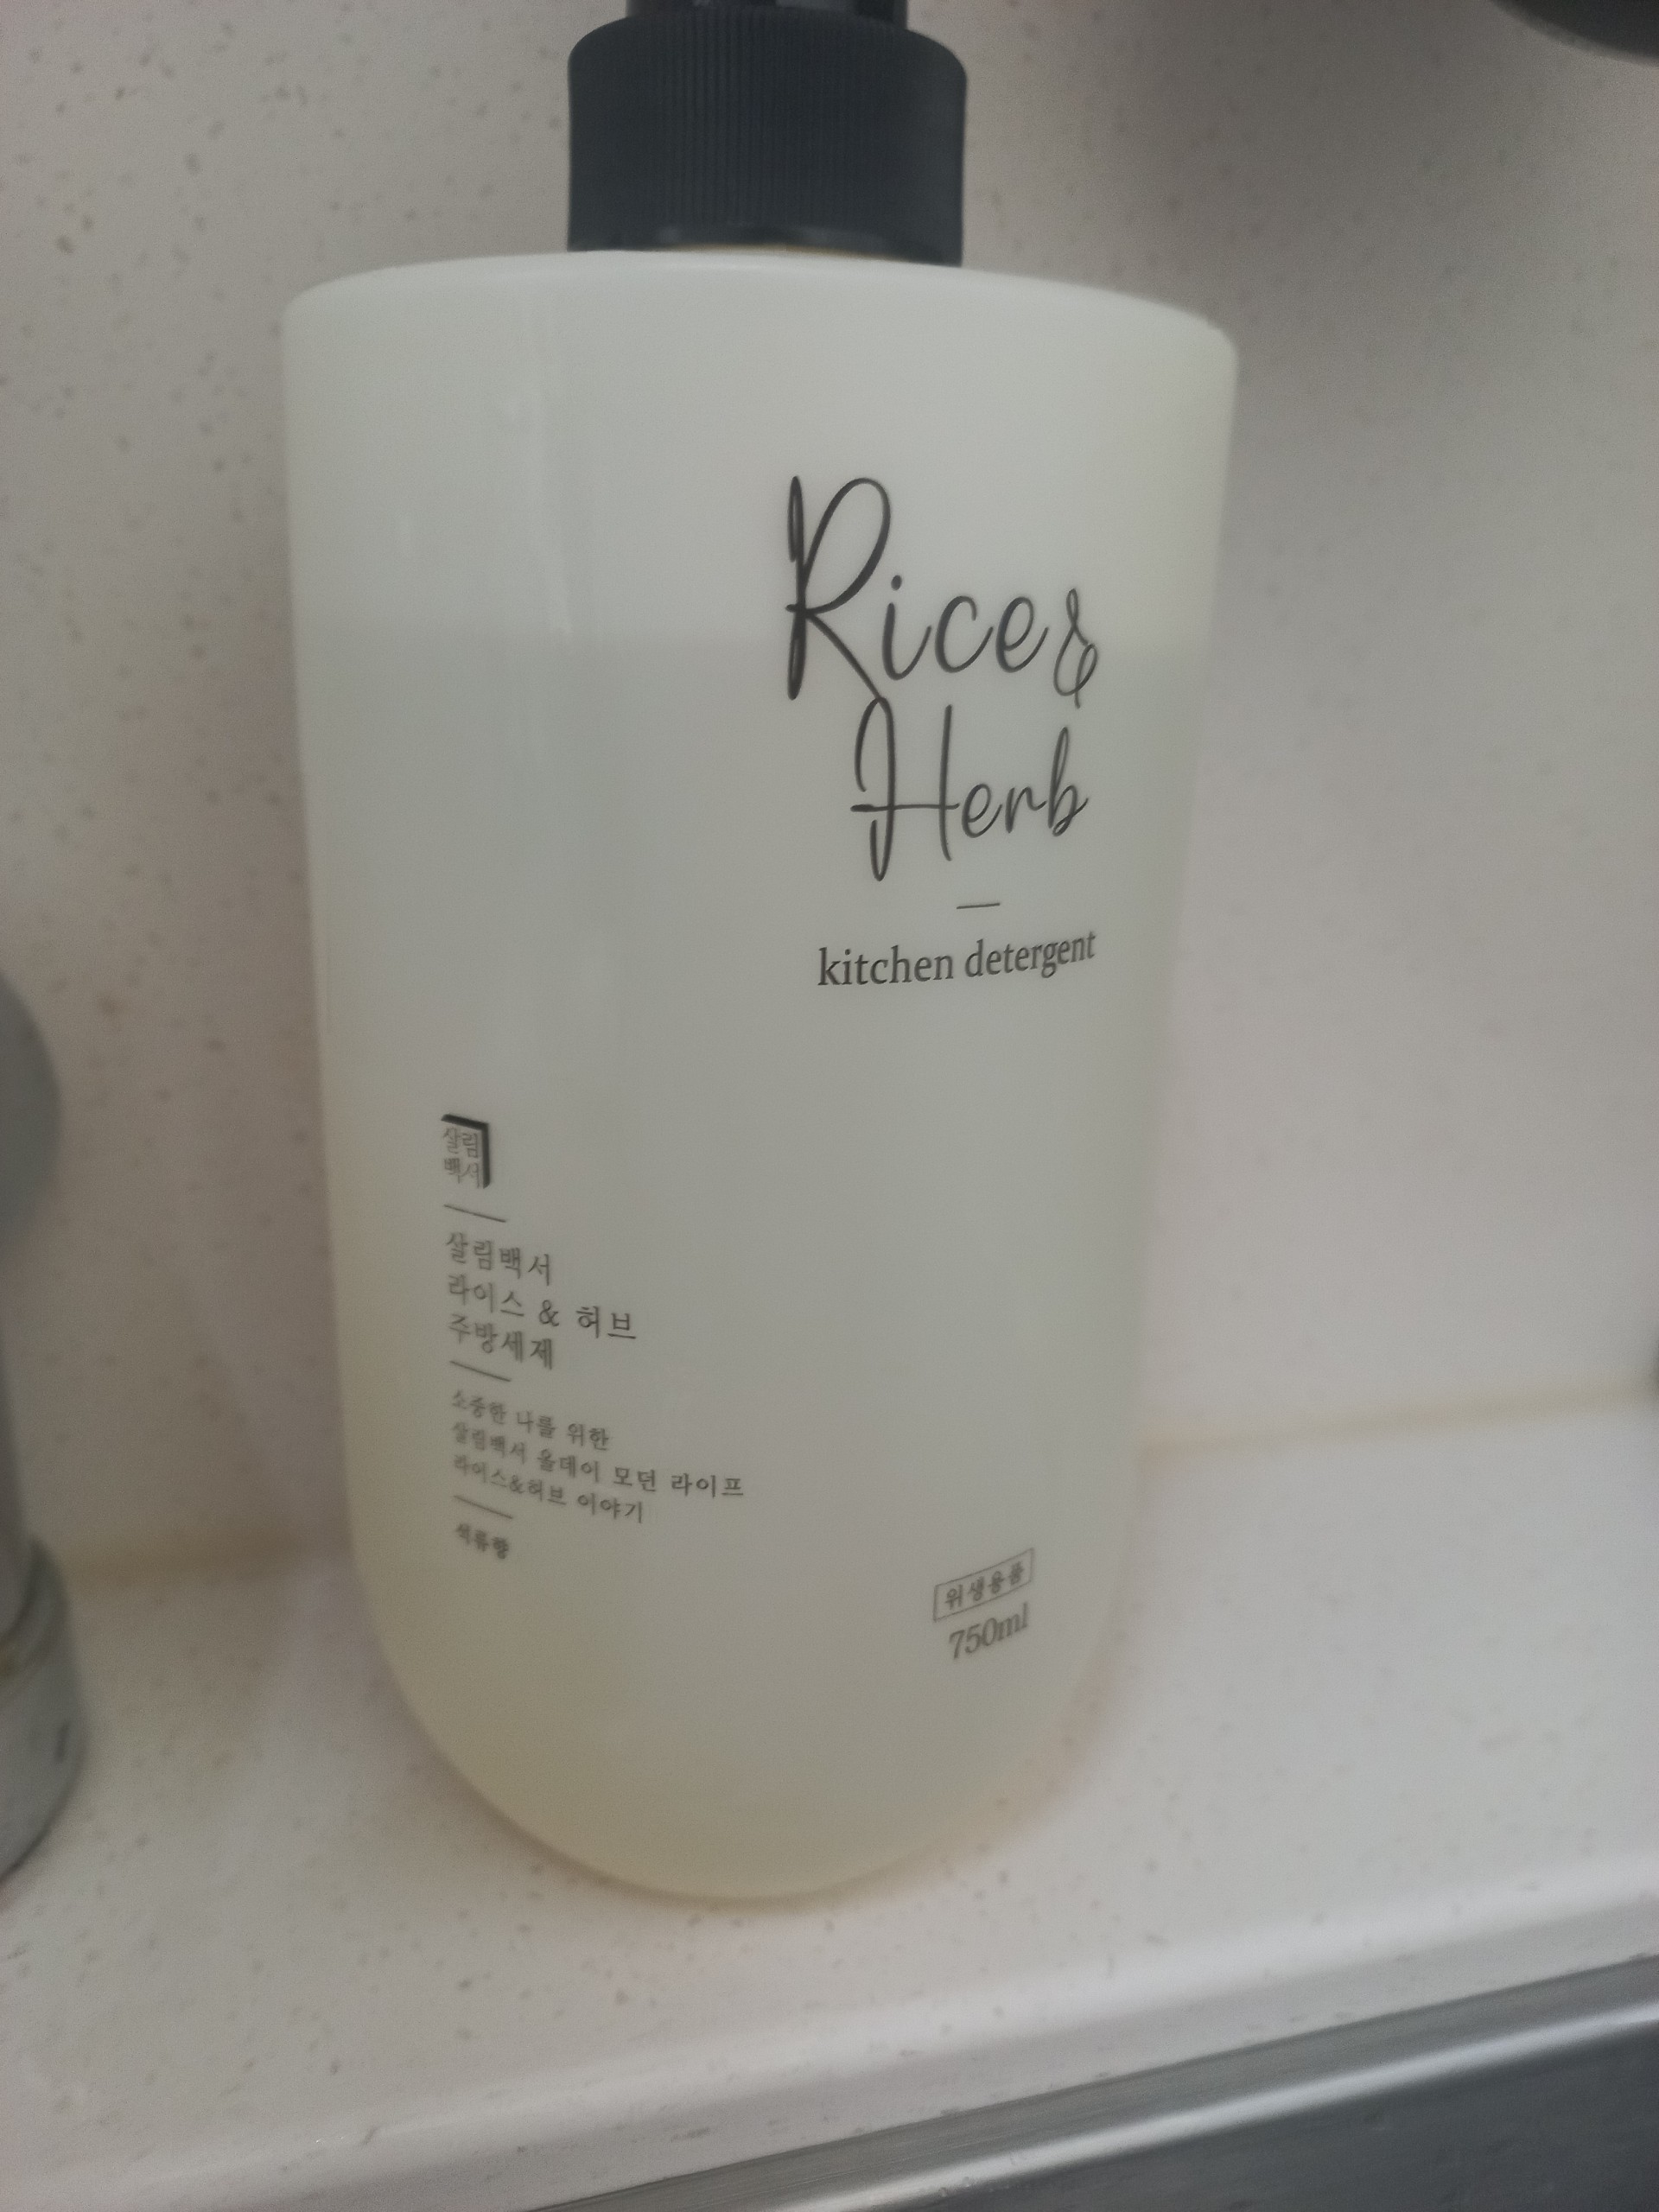 Rice &
Herb
kitchen detergent
살림
백서
살림백서
라이스 & 허브
주방세제
소중한 나를 위한
살림백서 올데이 모던 라이프
라이스&허브 이야기
석류향
위생용품
750ml